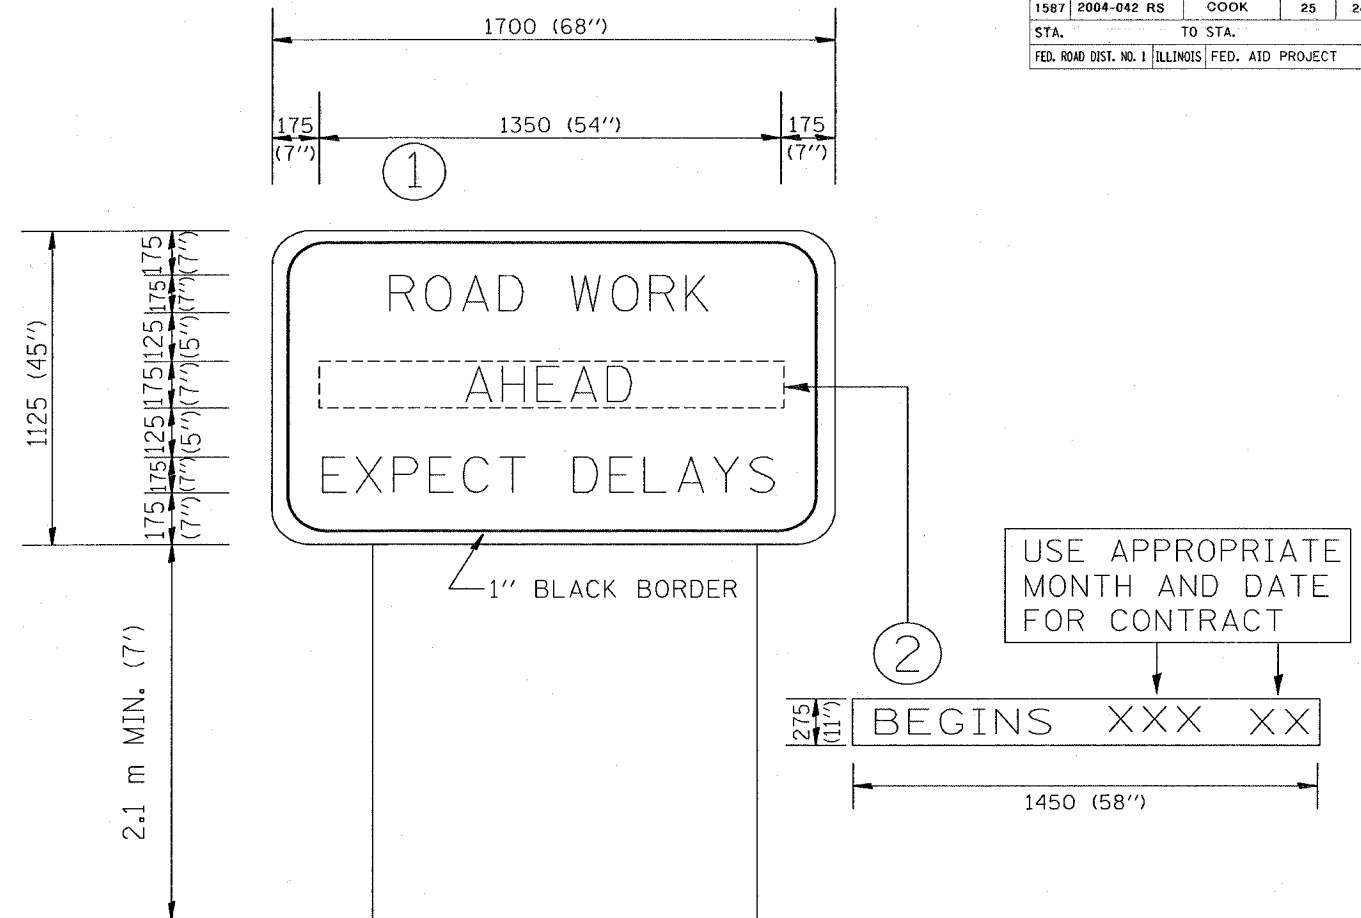 1587 2004-042 RS COOK 25
STA. TO STA.
FED. ROAD DIST. NO. 1 ILLINOIS FED. AID PROJECT
1700 (68'')
175 (7'')
1350 (54'')
175 (7'')
1
1125 (45'')
175 (7'')
175 (7'')
125 (5'')
175 (7'')
125 (5'')
175 (7'')
175 (7'')
ROAD WORK
AHEAD
EXPECT DELAYS
1'' BLACK BORDER
2.1 m MIN. (7')
2
USE APPROPRIATE
MONTH AND DATE
FOR CONTRACT
275 (11'')
BEGINS XXX XX
1450 (58'')